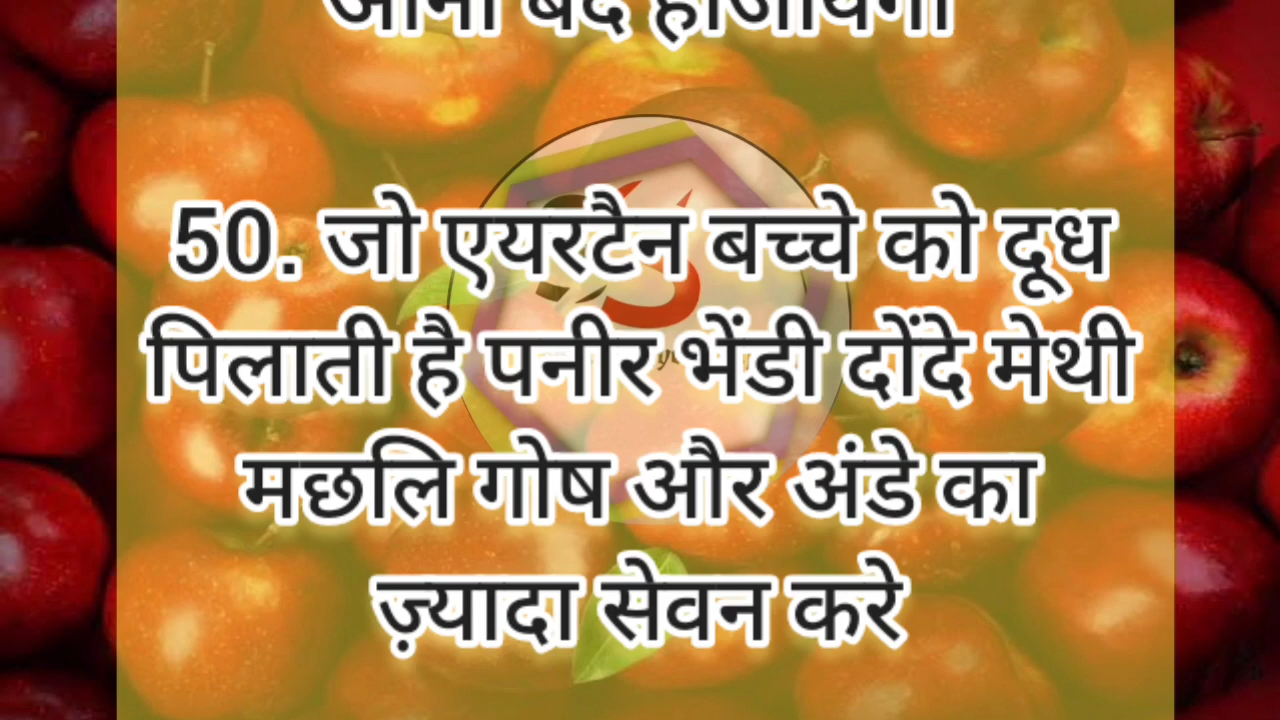 50. जो एयरटैन बच्चे को दूध
पिलाती है पनीर भेंडी दोंदे मेथी
मछलि गोष और अंडे का
ज़्यादा सेवन करे